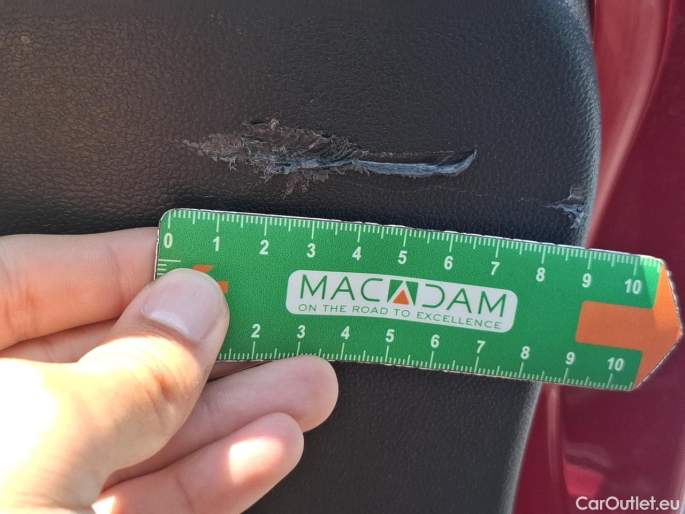 0 1 2 3 4 5 6 7 8 9 10
MACADAM
ON THE ROAD TO EXCELLENCE
2 3 4 5 6 7 8 9 10
CarOutlet.eu